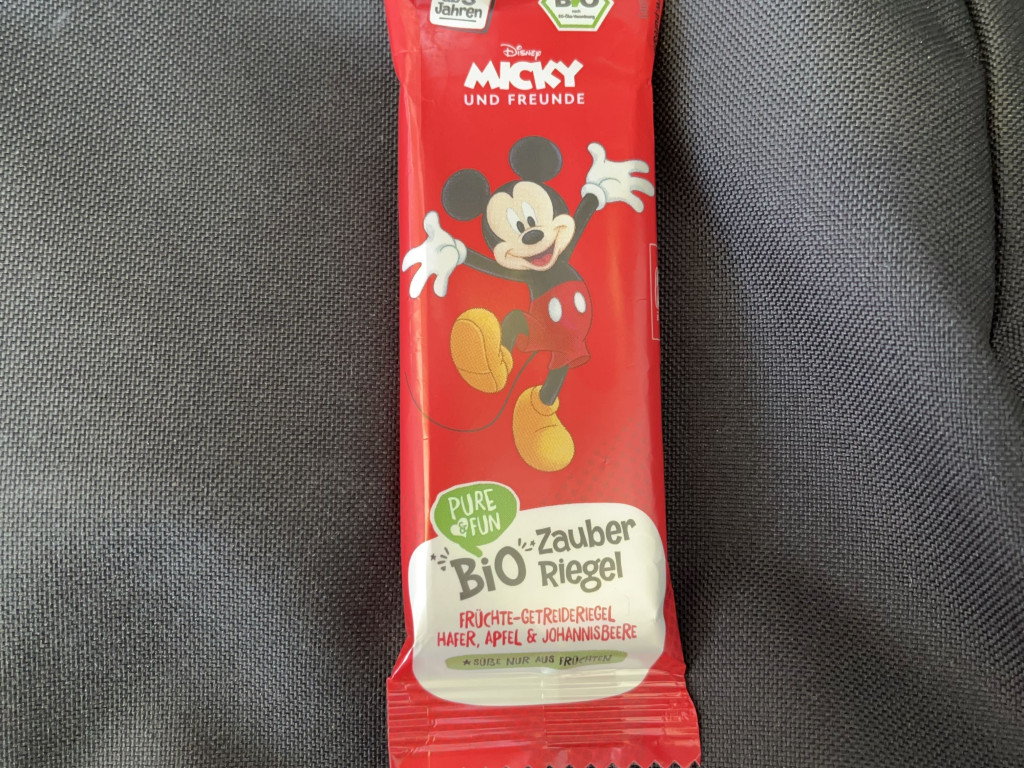 Jahren
BIO
Disney
MICKY
UND FREUNDE
PURE
& FUN
BiO Zauber
Riegel
FRÜCHTE-GETREIDERIEGEL
HAFER, APFEL & JOHANNISBEERE
*SÜẞE NUR AUS FRÜCHTEN